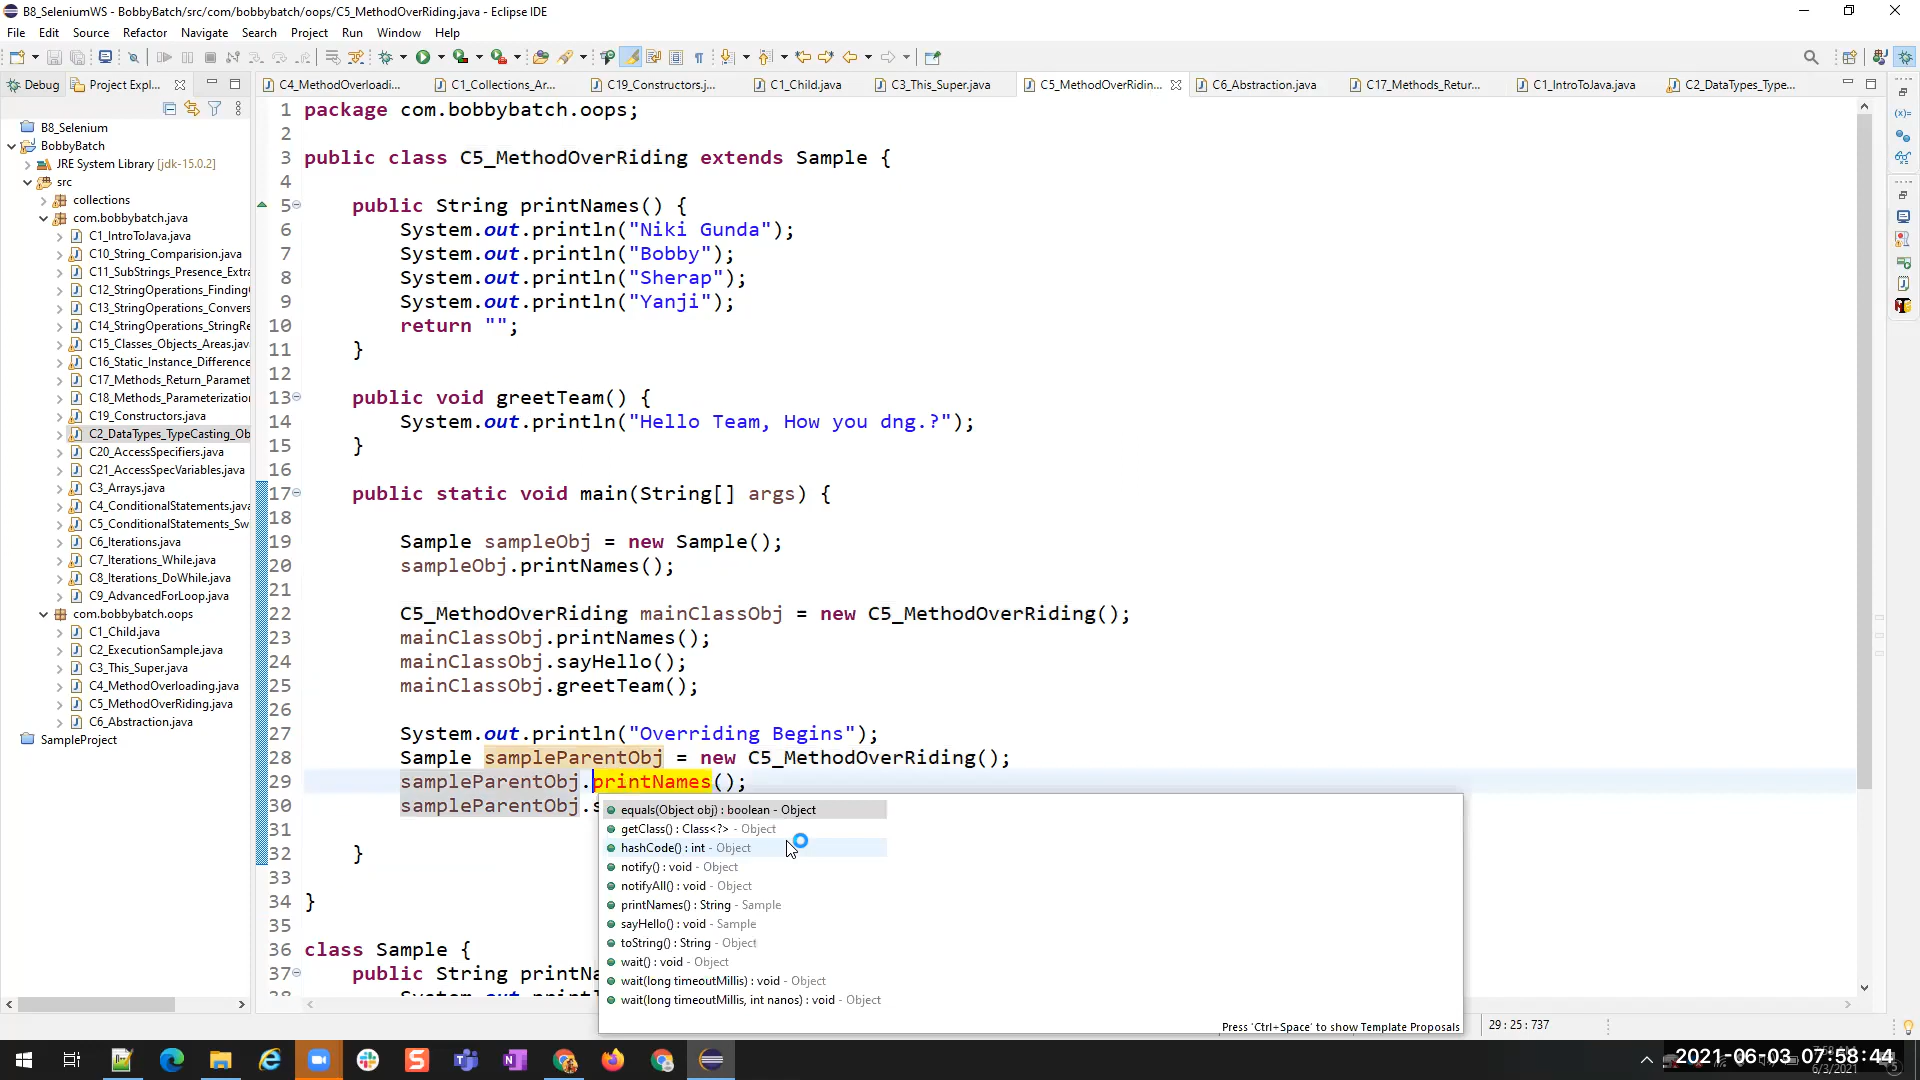 B8_SeleniumWS - BobbyBatch/src/com/bobbybatch/oops/C5_MethodOverRiding.java - Eclipse IDE
File Edit Source Refactor Navigate Search Project Run Window Help
Debug Project Expl...
C4_MethodOverloadi... C1_Collections_Ar... C19_Constructors.j... C1_Child.java C3_This_Super.java C5_MethodOverRidin... C6_Abstraction.java C17_Methods_Retur... C1_IntroToJava.java C2_DataTypes_Type...
B8_Selenium
BobbyBatch
JRE System Library [jdk-15.0.2]
src
collections
com.bobbybatch.java
C1_IntroToJava.java
C10_String_Comparision.java
C11_SubStrings_Presence_Extra
C12_StringOperations_Finding
C13_StringOperations_Convers
C14_StringOperations_StringRe
C15_Classes_Objects_Areas.jav
C16_Static_Instance_Difference
C17_Methods_Return_Paramet
C18_Methods_Parameterizatio
C19_Constructors.java
C2_DataTypes_TypeCasting_Ob
C20_AccessSpecifiers.java
C21_AccessSpecVariables.java
C3_Arrays.java
C4_ConditionalStatements.java
C5_ConditionalStatements_Sw
C6_Iterations.java
C7_Iterations_While.java
C8_Iterations_DoWhile.java
C9_AdvancedForLoop.java
com.bobbybatch.oops
C1_Child.java
C2_ExecutionSample.java
C3_This_Super.java
C4_MethodOverloading.java
C5_MethodOverRiding.java
C6_Abstraction.java
SampleProject
1 package com.bobbybatch.oops;
2
3 public class C5_MethodOverRiding extends Sample {
4
5 public String printNames() {
6 System.out.println("Niki Gunda");
7 System.out.println("Bobby");
8 System.out.println("Sherap");
9 System.out.println("Yanji");
10 return "";
11 }
12
13 public void greetTeam() {
14 System.out.println("Hello Team, How you dng.?");
15 }
16
17 public static void main(String[] args) {
18
19 Sample sampleObj = new Sample();
20 sampleObj.printNames();
21
22 C5_MethodOverRiding mainClassObj = new C5_MethodOverRiding();
23 mainClassObj.printNames();
24 mainClassObj.sayHello();
25 mainClassObj.greetTeam();
26
27 System.out.println("Overriding Begins");
28 Sample sampleParentObj = new C5_MethodOverRiding();
29 sampleParentObj.printNames();
30 sampleParentObj.s
31
32 }
33
34 }
35
36 class Sample {
37 public String printNa
equals(Object obj) : boolean - Object
getClass() : Class<?> - Object
hashCode() : int - Object
notify() : void - Object
notifyAll() : void - Object
printNames() : String - Sample
sayHello() : void - Sample
toString() : String - Object
wait() : void - Object
wait(long timeoutMillis) : void - Object
wait(long timeoutMillis, int nanos) : void - Object
Press 'Ctrl+Space' to show Template Proposals
29 : 25 : 737
2021-06-03 07:58:44
6/3/2021